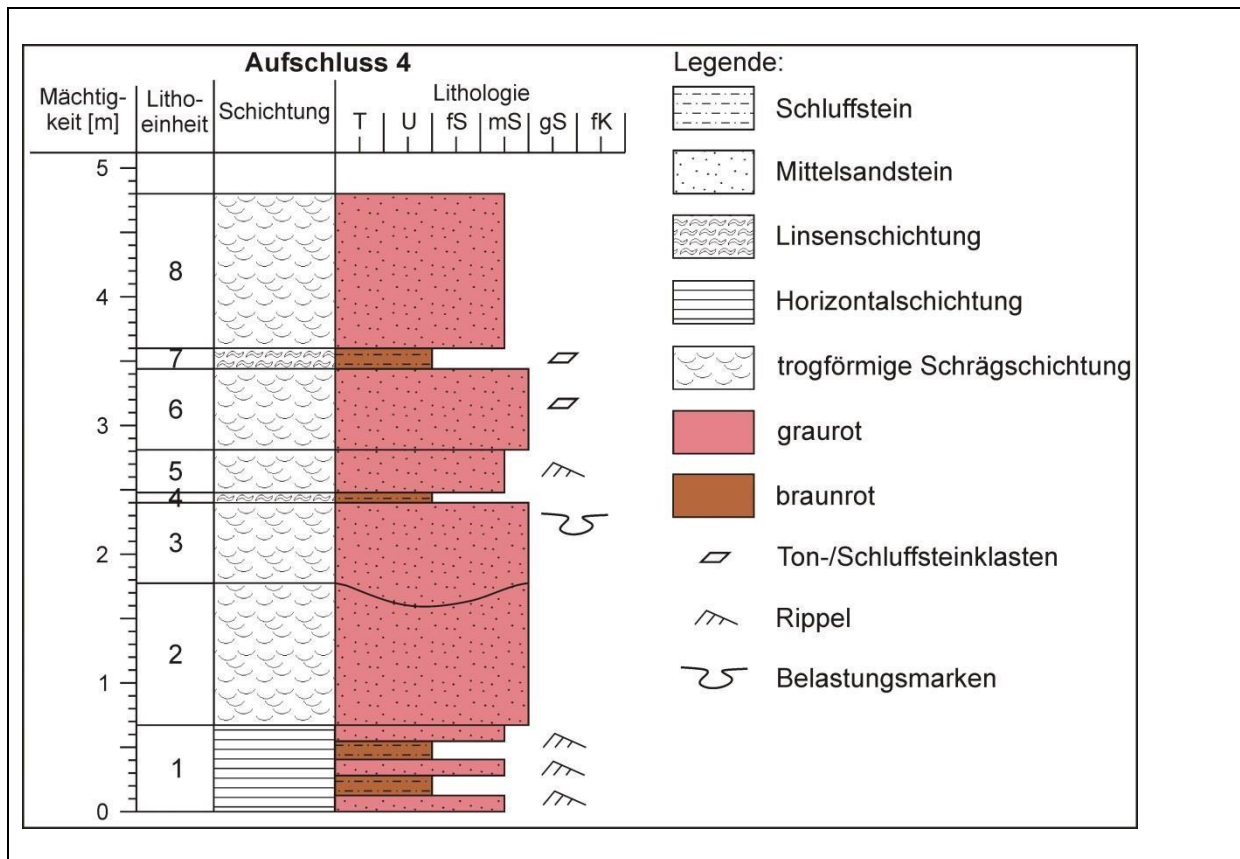 Aufschluss 4
Mächtig-
keit [m]
Litho-
einheit
Schichtung
Lithologie
T U fS mS gS fK
5
8
4
7
6
3
5
4
3
2
2
1
1
0
Legende:
Schluffstein
Mittelsandstein
Linsenschichtung
Horizontalschichtung
trogförmige Schrägschichtung
graurot
braunrot
Ton-/Schluffsteinklasten
Rippel
Belastungsmarken